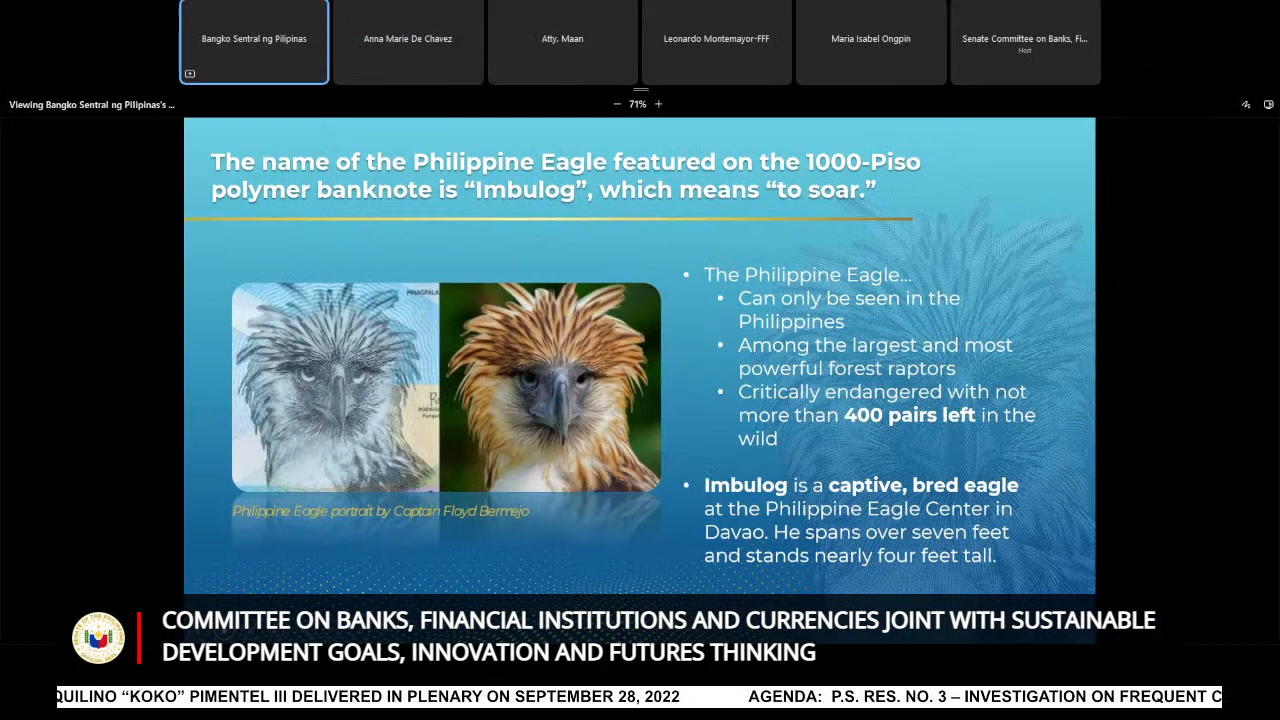 Bangko Sentral ng Pilipinas
Anna Marie De Chavez
Atty. Maan
Leonardo Montemayor-FFF
Maria Isabel Ongpin
Senate Committee on Banks, Fi...
Host
Viewing Bangko Sentral ng Pilipinas's ...
71%
The name of the Philippine Eagle featured on the 1000-Piso
polymer banknote is “Imbulog”, which means “to soar.”
• The Philippine Eagle...
• Can only be seen in the
Philippines
• Among the largest and most
powerful forest raptors
• Critically endangered with not
more than 400 pairs left in the
wild
• Imbulog is a captive, bred eagle
at the Philippine Eagle Center in
Davao. He spans over seven feet
and stands nearly four feet tall.
PINAGPALA
Philippine Eagle portrait by Captain Floyd Bermejo
COMMITTEE ON BANKS, FINANCIAL INSTITUTIONS AND CURRENCIES JOINT WITH SUSTAINABLE
DEVELOPMENT GOALS, INNOVATION AND FUTURES THINKING
QUILINO “KOKO” PIMENTEL III DELIVERED IN PLENARY ON SEPTEMBER 28, 2022 AGENDA: P.S. RES. NO. 3 – INVESTIGATION ON FREQUENT C